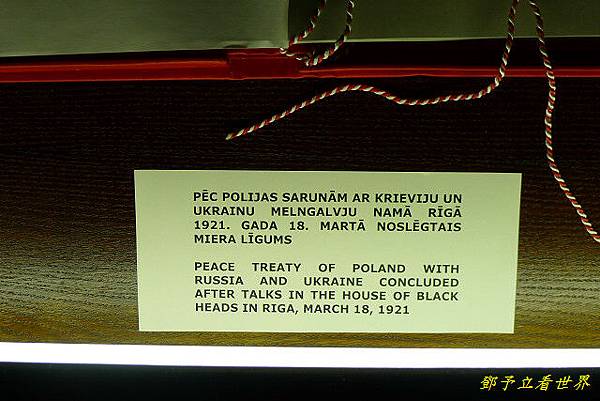 PĒC POLIJAS SARUNĀM AR KRIEVIJU UN
UKRAINU MELNGALVJU NAMĀ RĪGĀ
1921. GADA 18. MARTĀ NOSLĒGTAIS
MIERA LĪGUMS
PEACE TREATY OF POLAND WITH
RUSSIA AND UKRAINE CONCLUDED
AFTER TALKS IN THE HOUSE OF BLACK
HEADS IN RIGA, MARCH 18, 1921
鄧予立看世界